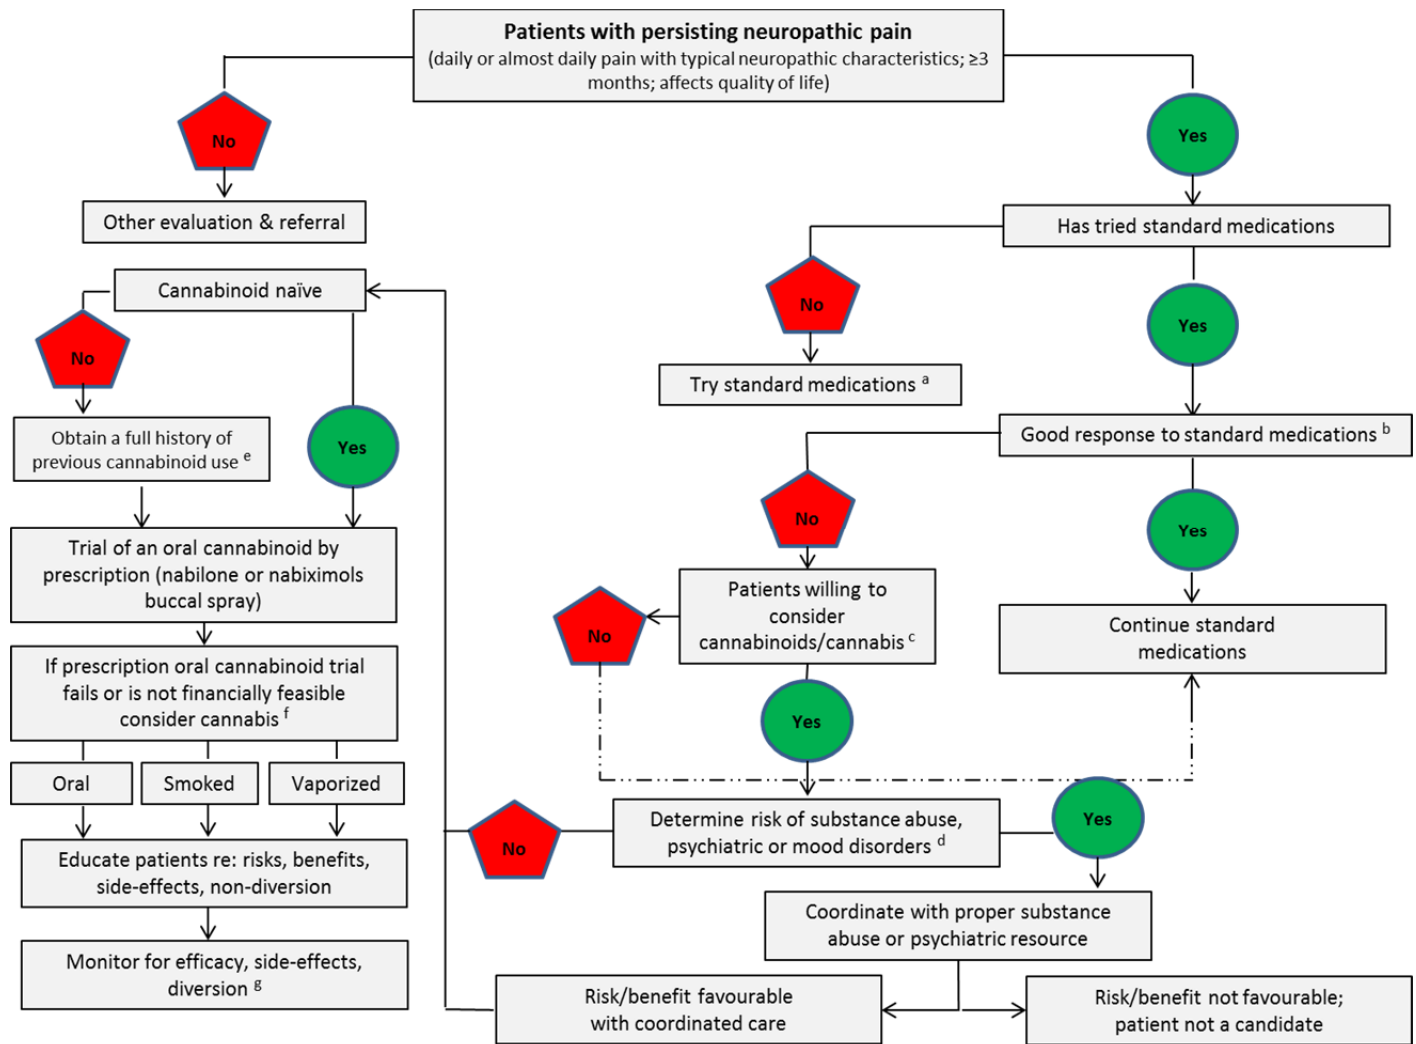 Patients with persisting neuropathic pain
(daily or almost daily pain with typical neuropathic characteristics; ≥3
months; affects quality of life)
No
Yes
Other evaluation & referral
Has tried standard medications
Cannabinoid naïve
No
Yes
No
Try standard medications a
Obtain a full history of
previous cannabinoid use e
Yes
Good response to standard medications b
No
Yes
Trial of an oral cannabinoid by
prescription (nabilone or nabiximols
buccal spray)
Patients willing to
consider
cannabinoids/cannabis c
No
Continue standard
medications
If prescription oral cannabinoid trial
fails or is not financially feasible
consider cannabis f
Yes
Oral
Smoked
Vaporized
Determine risk of substance abuse,
psychiatric or mood disorders d
Yes
No
Educate patients re: risks, benefits,
side-effects, non-diversion
Coordinate with proper substance
abuse or psychiatric resource
Monitor for efficacy, side-effects,
diversion g
Risk/benefit favourable
with coordinated care
Risk/benefit not favourable;
patient not a candidate